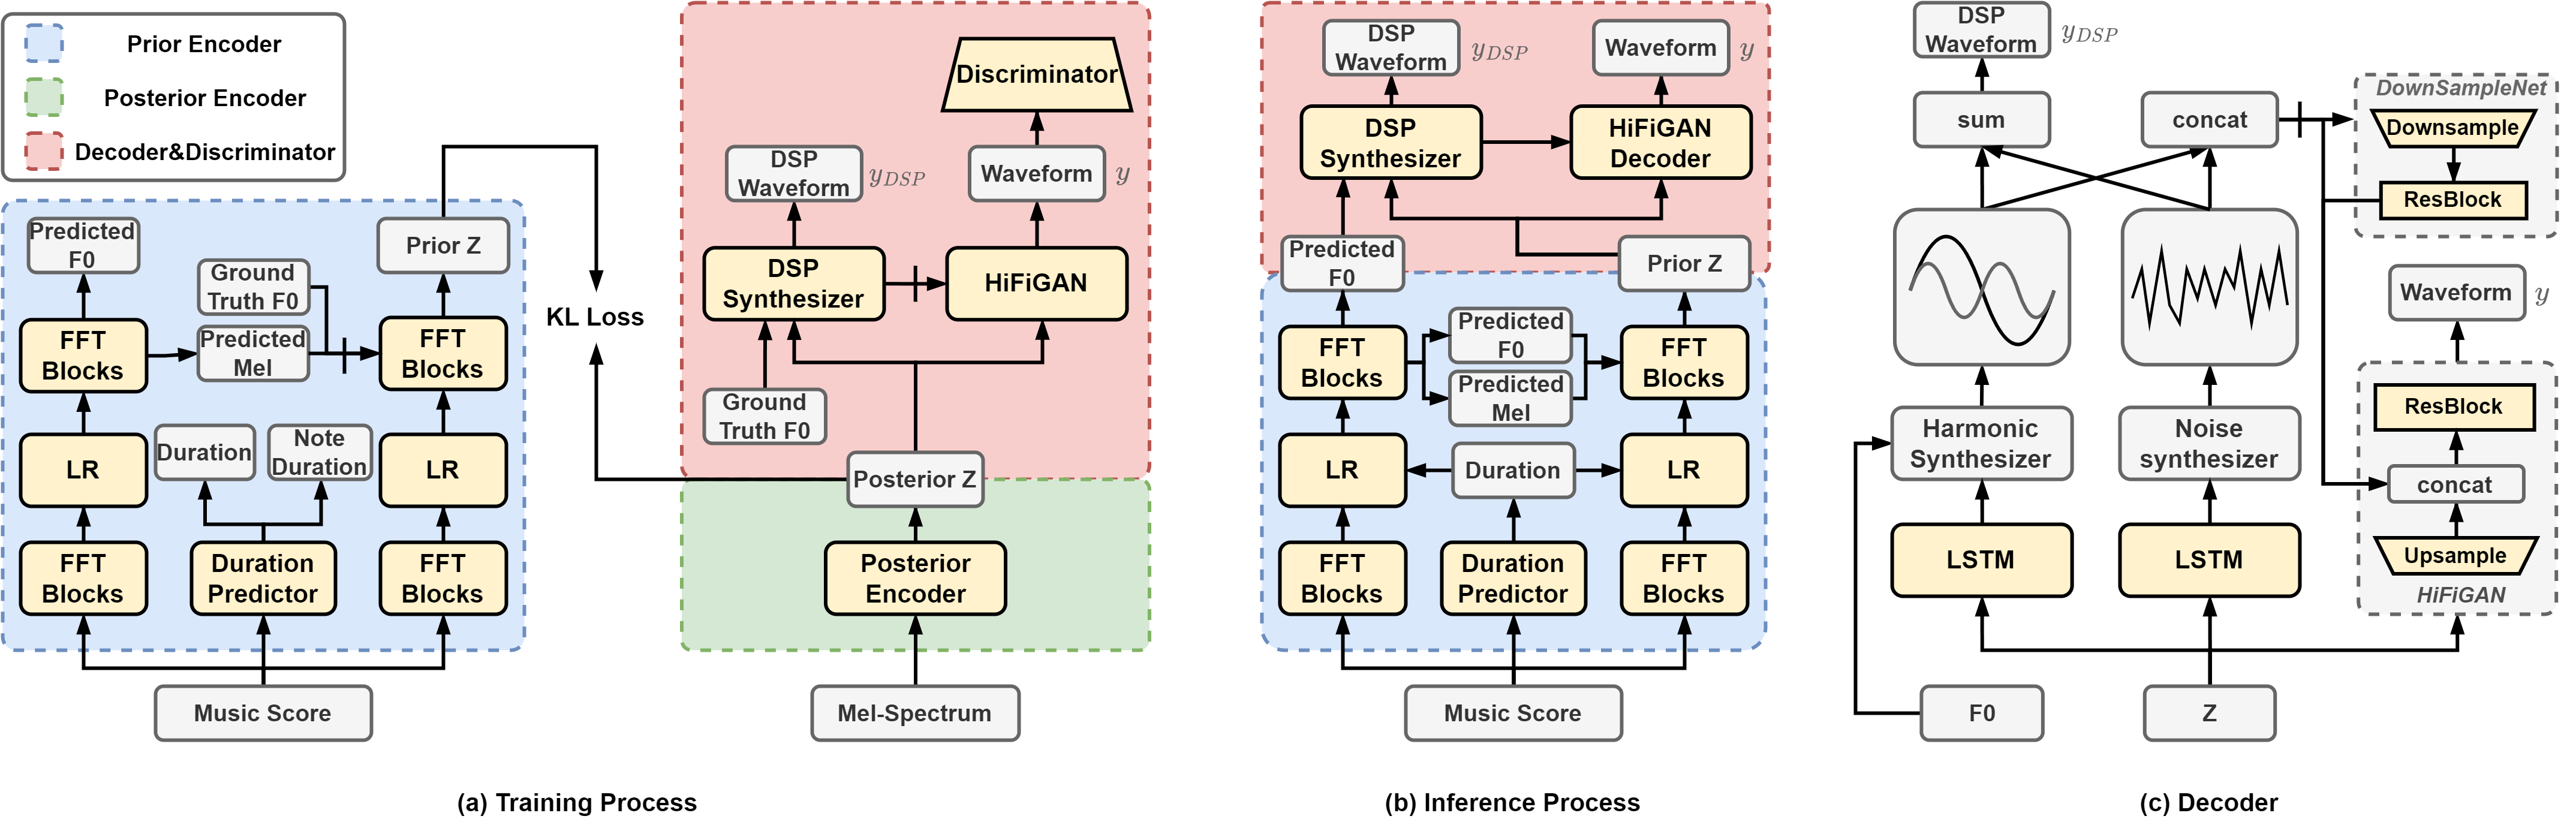 Prior Encoder
Posterior Encoder
Decoder&Discriminator
Predicted
F0
Ground
Truth F0
Predicted
Mel
Prior Z
FFT
Blocks
FFT
Blocks
LR
Duration
Note
Duration
LR
FFT
Blocks
Duration
Predictor
FFT
Blocks
Music Score
KL Loss
Discriminator
DSP
Waveform
y_{DSP}
Waveform
y
DSP
Synthesizer
HiFiGAN
Ground
Truth F0
Posterior Z
Posterior
Encoder
Mel-Spectrum
(a) Training Process
DSP
Waveform
y_{DSP}
Waveform
y
DSP
Synthesizer
HiFiGAN
Decoder
Predicted
F0
Prior Z
FFT
Blocks
Predicted
F0
Predicted
Mel
FFT
Blocks
LR
Duration
LR
FFT
Blocks
Duration
Predictor
FFT
Blocks
Music Score
(b) Inference Process
DSP
Waveform
y_{DSP}
sum
concat
DownSampleNet
Downsample
ResBlock
Waveform
y
Harmonic
Synthesizer
Noise
synthesizer
ResBlock
concat
LSTM
LSTM
Upsample
HiFiGAN
F0
Z
(c) Decoder